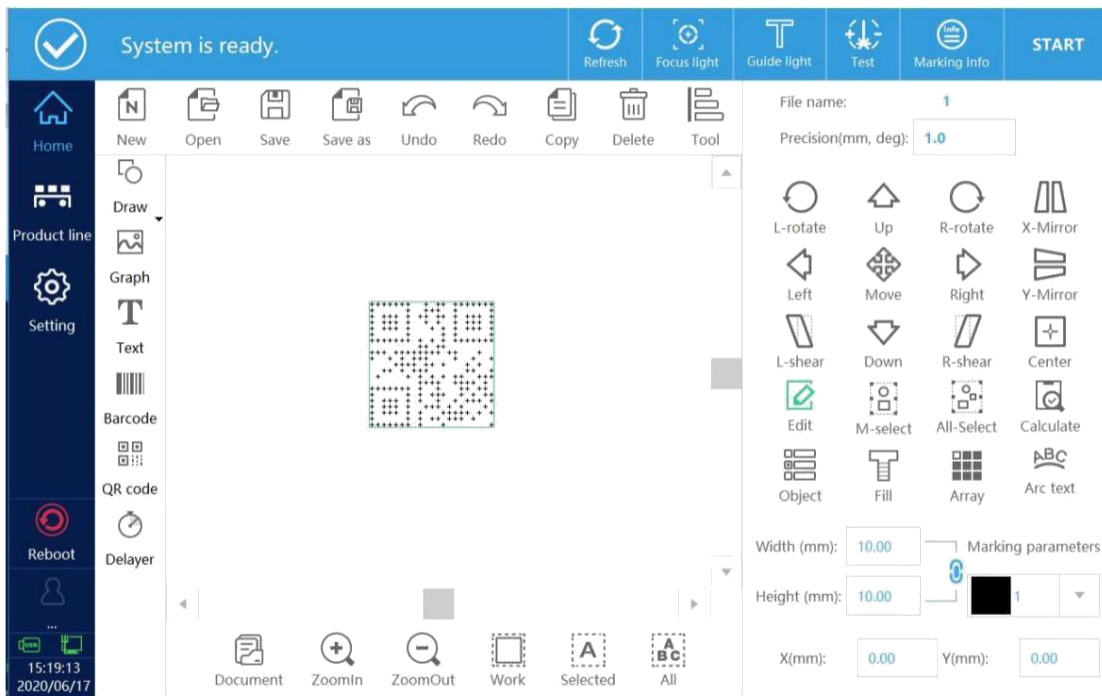 System is ready.
Refresh
Focus light
Guide light
Test
Info
Marking info
START
Home
Product line
Setting
Reboot
...
USB
15:19:13
2020/06/17
N
New
Open
Save
Save as
Undo
Redo
Copy
Delete
Tool
Draw
Graph
T
Text
Barcode
QR code
Delayer
Document
ZoomIn
ZoomOut
Work
A
Selected
A
B C
All
File name: 1
Precision(mm, deg): 1.0
L-rotate
Up
R-rotate
X-Mirror
Left
Move
Right
Y-Mirror
L-shear
Down
R-shear
Center
Edit
M-select
All-Select
Calculate
Object
Fill
Array
ABC
Arc text
Width (mm): 10.00
Marking parameters
Height (mm): 10.00
1
X(mm): 0.00
Y(mm): 0.00